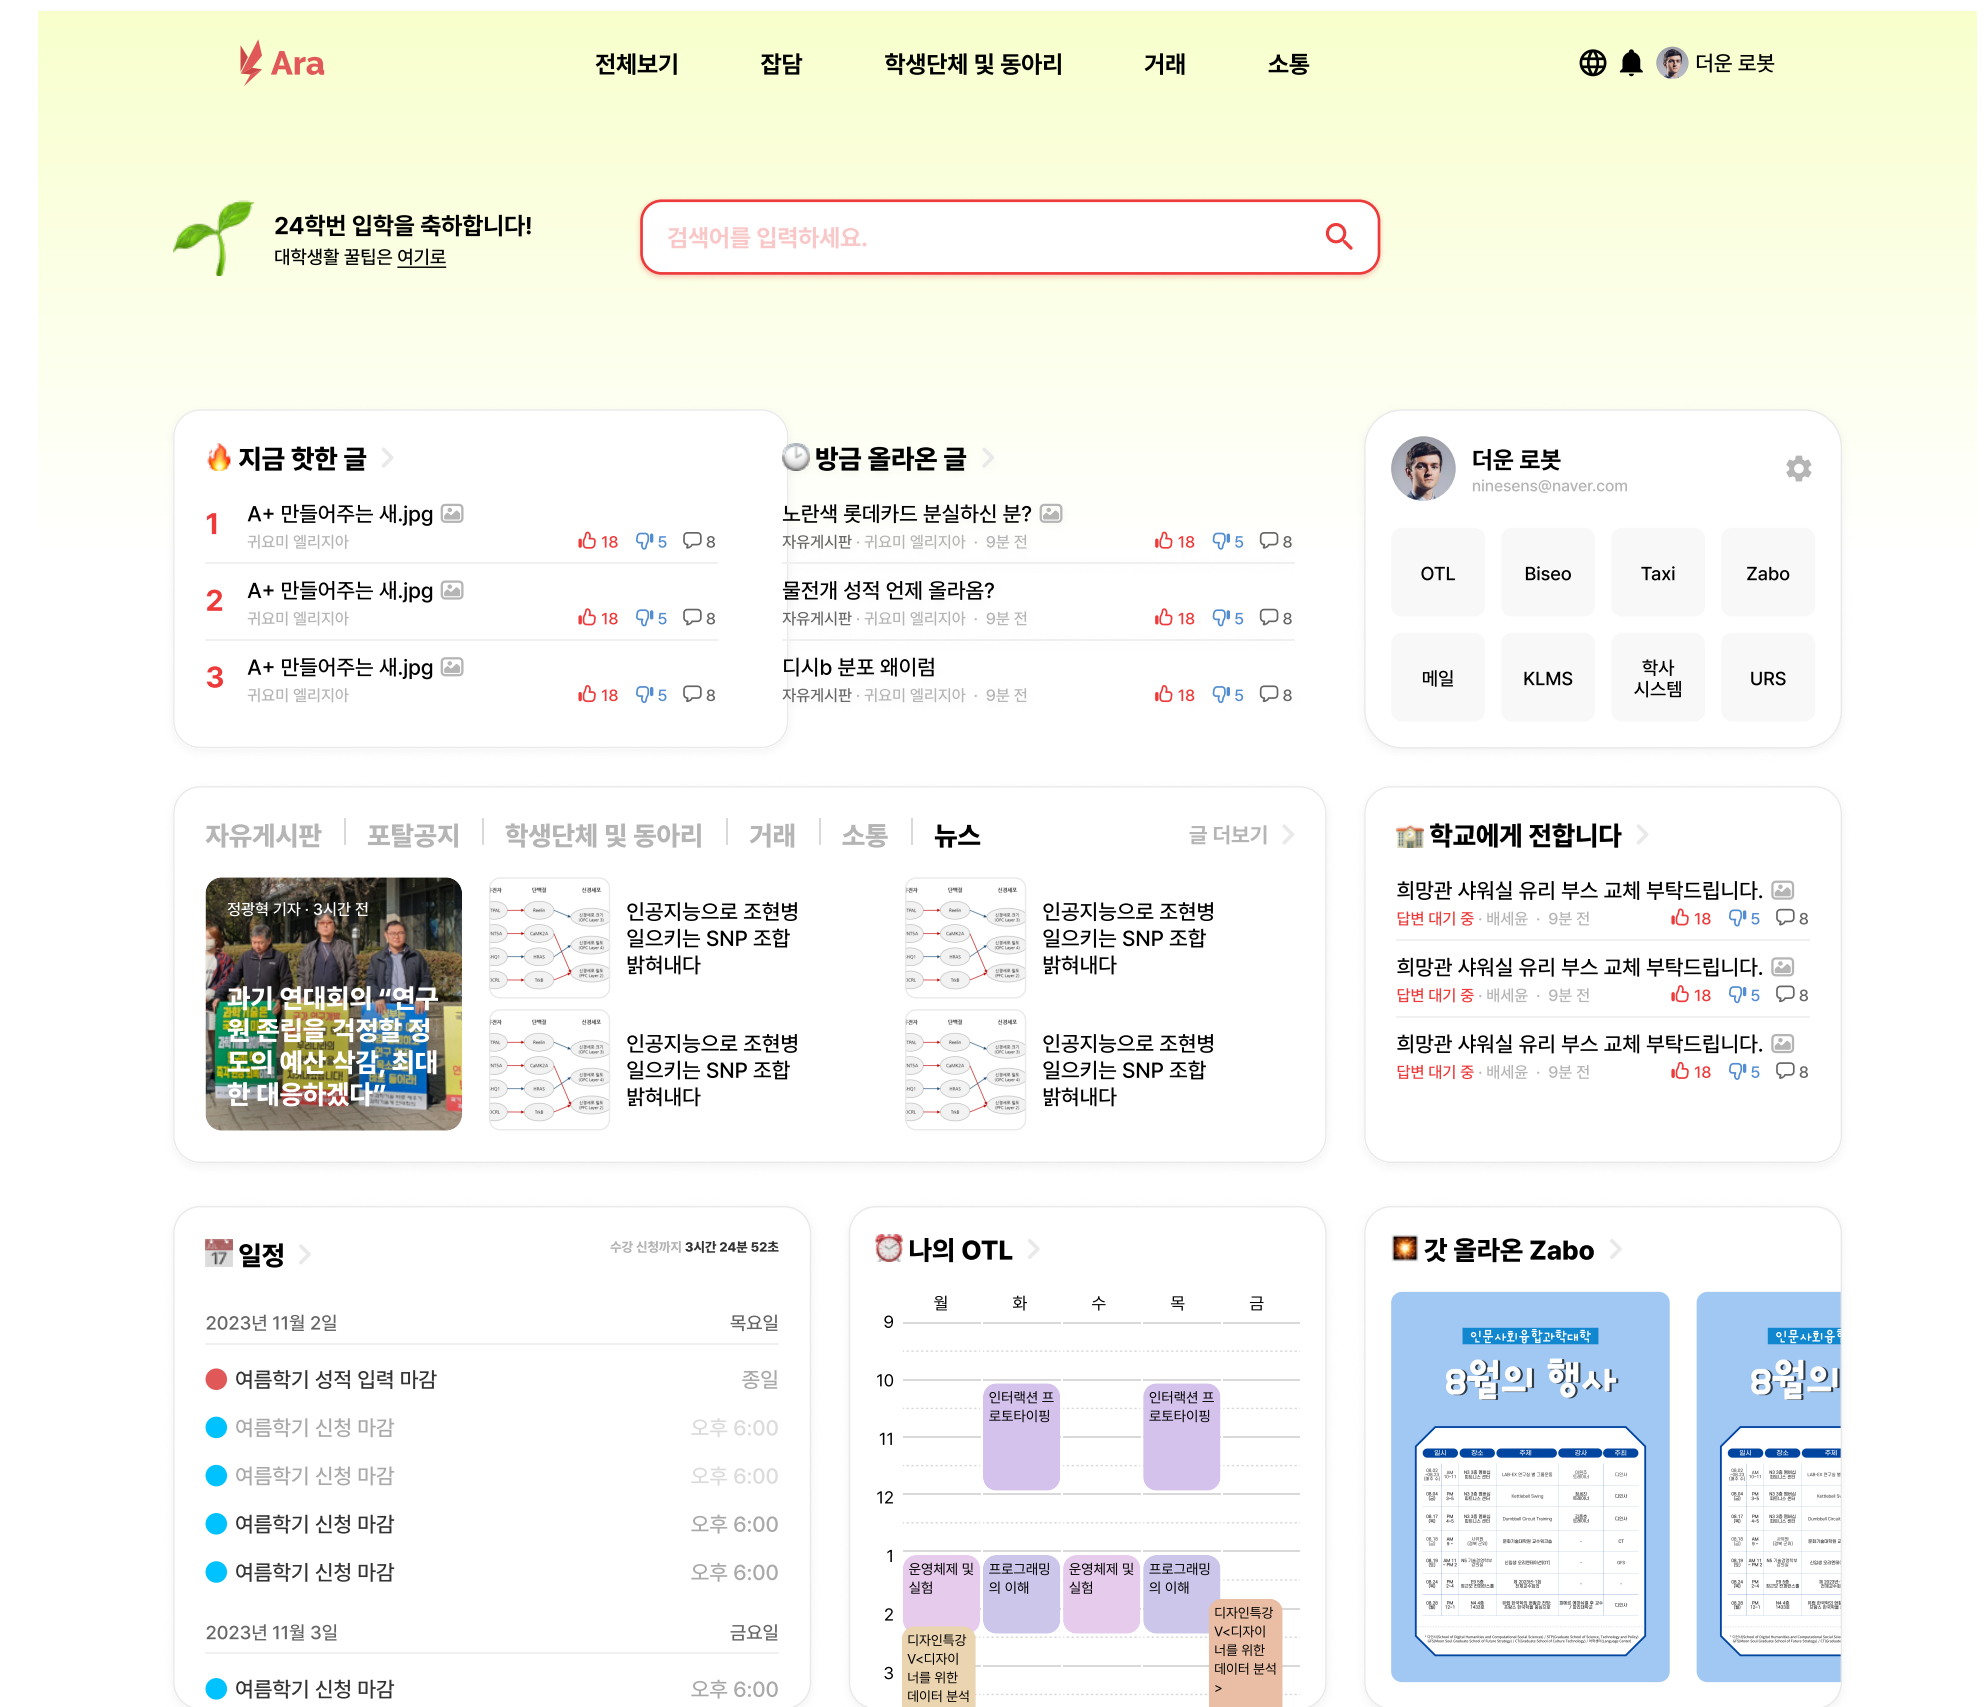 Ara
전체보기
잡담
학생단체 및 동아리
거래
소통
더운 로봇
24학번 입학을 축하합니다!
대학생활 꿀팁은 여기로
검색어를 입력하세요.
지금 핫한 글
1
A+ 만들어주는 새.jpg
귀요미 엘리지아
18 5 8
2
A+ 만들어주는 새.jpg
귀요미 엘리지아
18 5 8
3
A+ 만들어주는 새.jpg
귀요미 엘리지아
18 5 8
방금 올라온 글
노란색 롯데카드 분실하신 분?
자유게시판 · 귀요미 엘리지아 · 9분 전
18 5 8
물전개 성적 언제 올라옴?
자유게시판 · 귀요미 엘리지아 · 9분 전
18 5 8
디시b 분포 왜이럼
자유게시판 · 귀요미 엘리지아 · 9분 전
18 5 8
더운 로봇
ninesens@naver.com
OTL
Biseo
Taxi
Zabo
메일
KLMS
학사
시스템
URS
자유게시판
포탈공지
학생단체 및 동아리
거래
소통
뉴스
글 더보기
정광혁 기자 · 3시간 전
과기 연대회의 “연구
원 존립을 걱정할 정
도의 예산 삭감, 최대
한 대응하겠다”
인공지능으로 조현병
일으키는 SNP 조합
밝혀내다
인공지능으로 조현병
일으키는 SNP 조합
밝혀내다
인공지능으로 조현병
일으키는 SNP 조합
밝혀내다
인공지능으로 조현병
일으키는 SNP 조합
밝혀내다
학교에게 전합니다
희망관 샤워실 유리 부스 교체 부탁드립니다.
답변 대기 중 · 배세윤 · 9분 전
18 5 8
희망관 샤워실 유리 부스 교체 부탁드립니다.
답변 대기 중 · 배세윤 · 9분 전
18 5 8
희망관 샤워실 유리 부스 교체 부탁드립니다.
답변 대기 중 · 배세윤 · 9분 전
18 5 8
17
일정
수강 신청까지 3시간 24분 52초
2023년 11월 2일
목요일
여름학기 성적 입력 마감
종일
여름학기 신청 마감
오후 6:00
여름학기 신청 마감
오후 6:00
여름학기 신청 마감
오후 6:00
여름학기 신청 마감
오후 6:00
2023년 11월 3일
금요일
여름학기 신청 마감
오후 6:00
나의 OTL
월 화 수 목 금
9
10
11
12
1
2
3
인터랙션 프
로토타이핑
인터랙션 프
로토타이핑
운영체제 및
실험
프로그래밍
의 이해
운영체제 및
실험
프로그래밍
의 이해
디자인특강
V<디자이
너를 위한
데이터 분석
디자인특강
V<디자이
너를 위한
데이터 분석
>
갓 올라온 Zabo
인문사회융합과학대학
8월의 행사
일시 장소 주제 강사 주최
인문사회융
8월의
일시 장소 주제